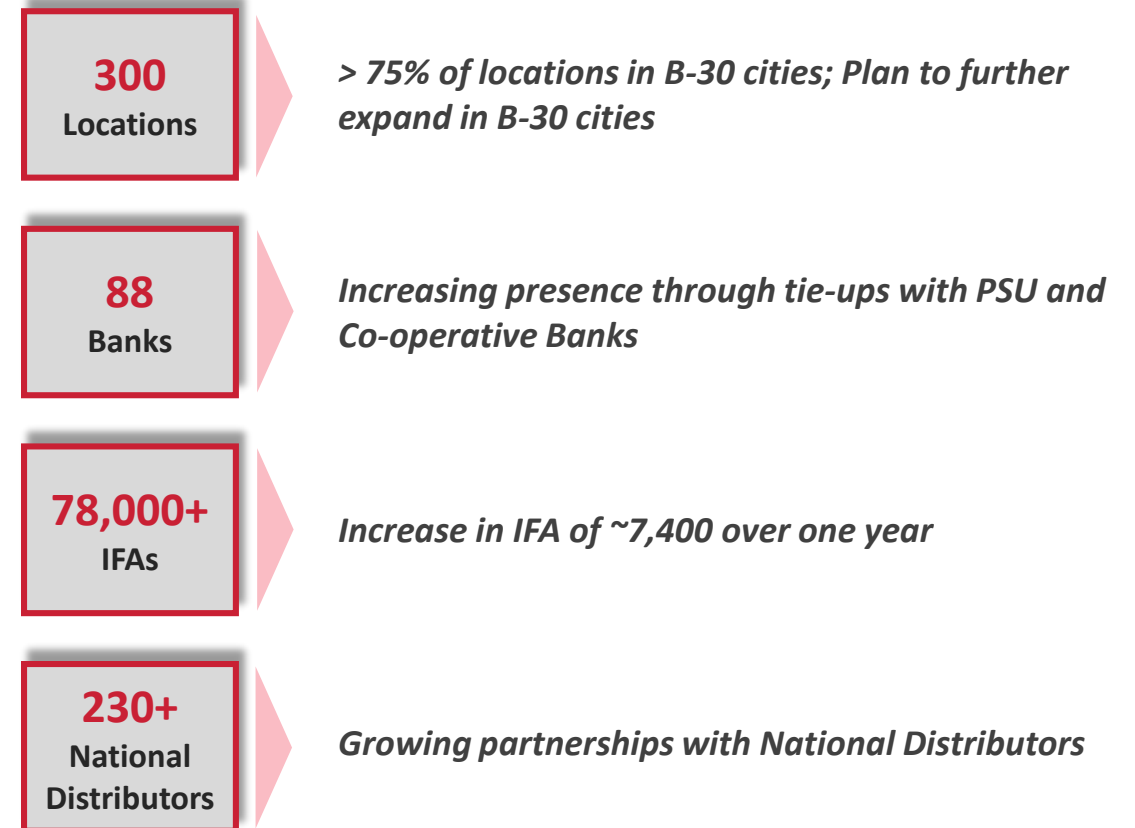 300
Locations
> 75% of locations in B-30 cities; Plan to further
expand in B-30 cities
88
Banks
Increasing presence through tie-ups with PSU and
Co-operative Banks
78,000+
IFAs
Increase in IFA of ~7,400 over one year
230+
National
Distributors
Growing partnerships with National Distributors